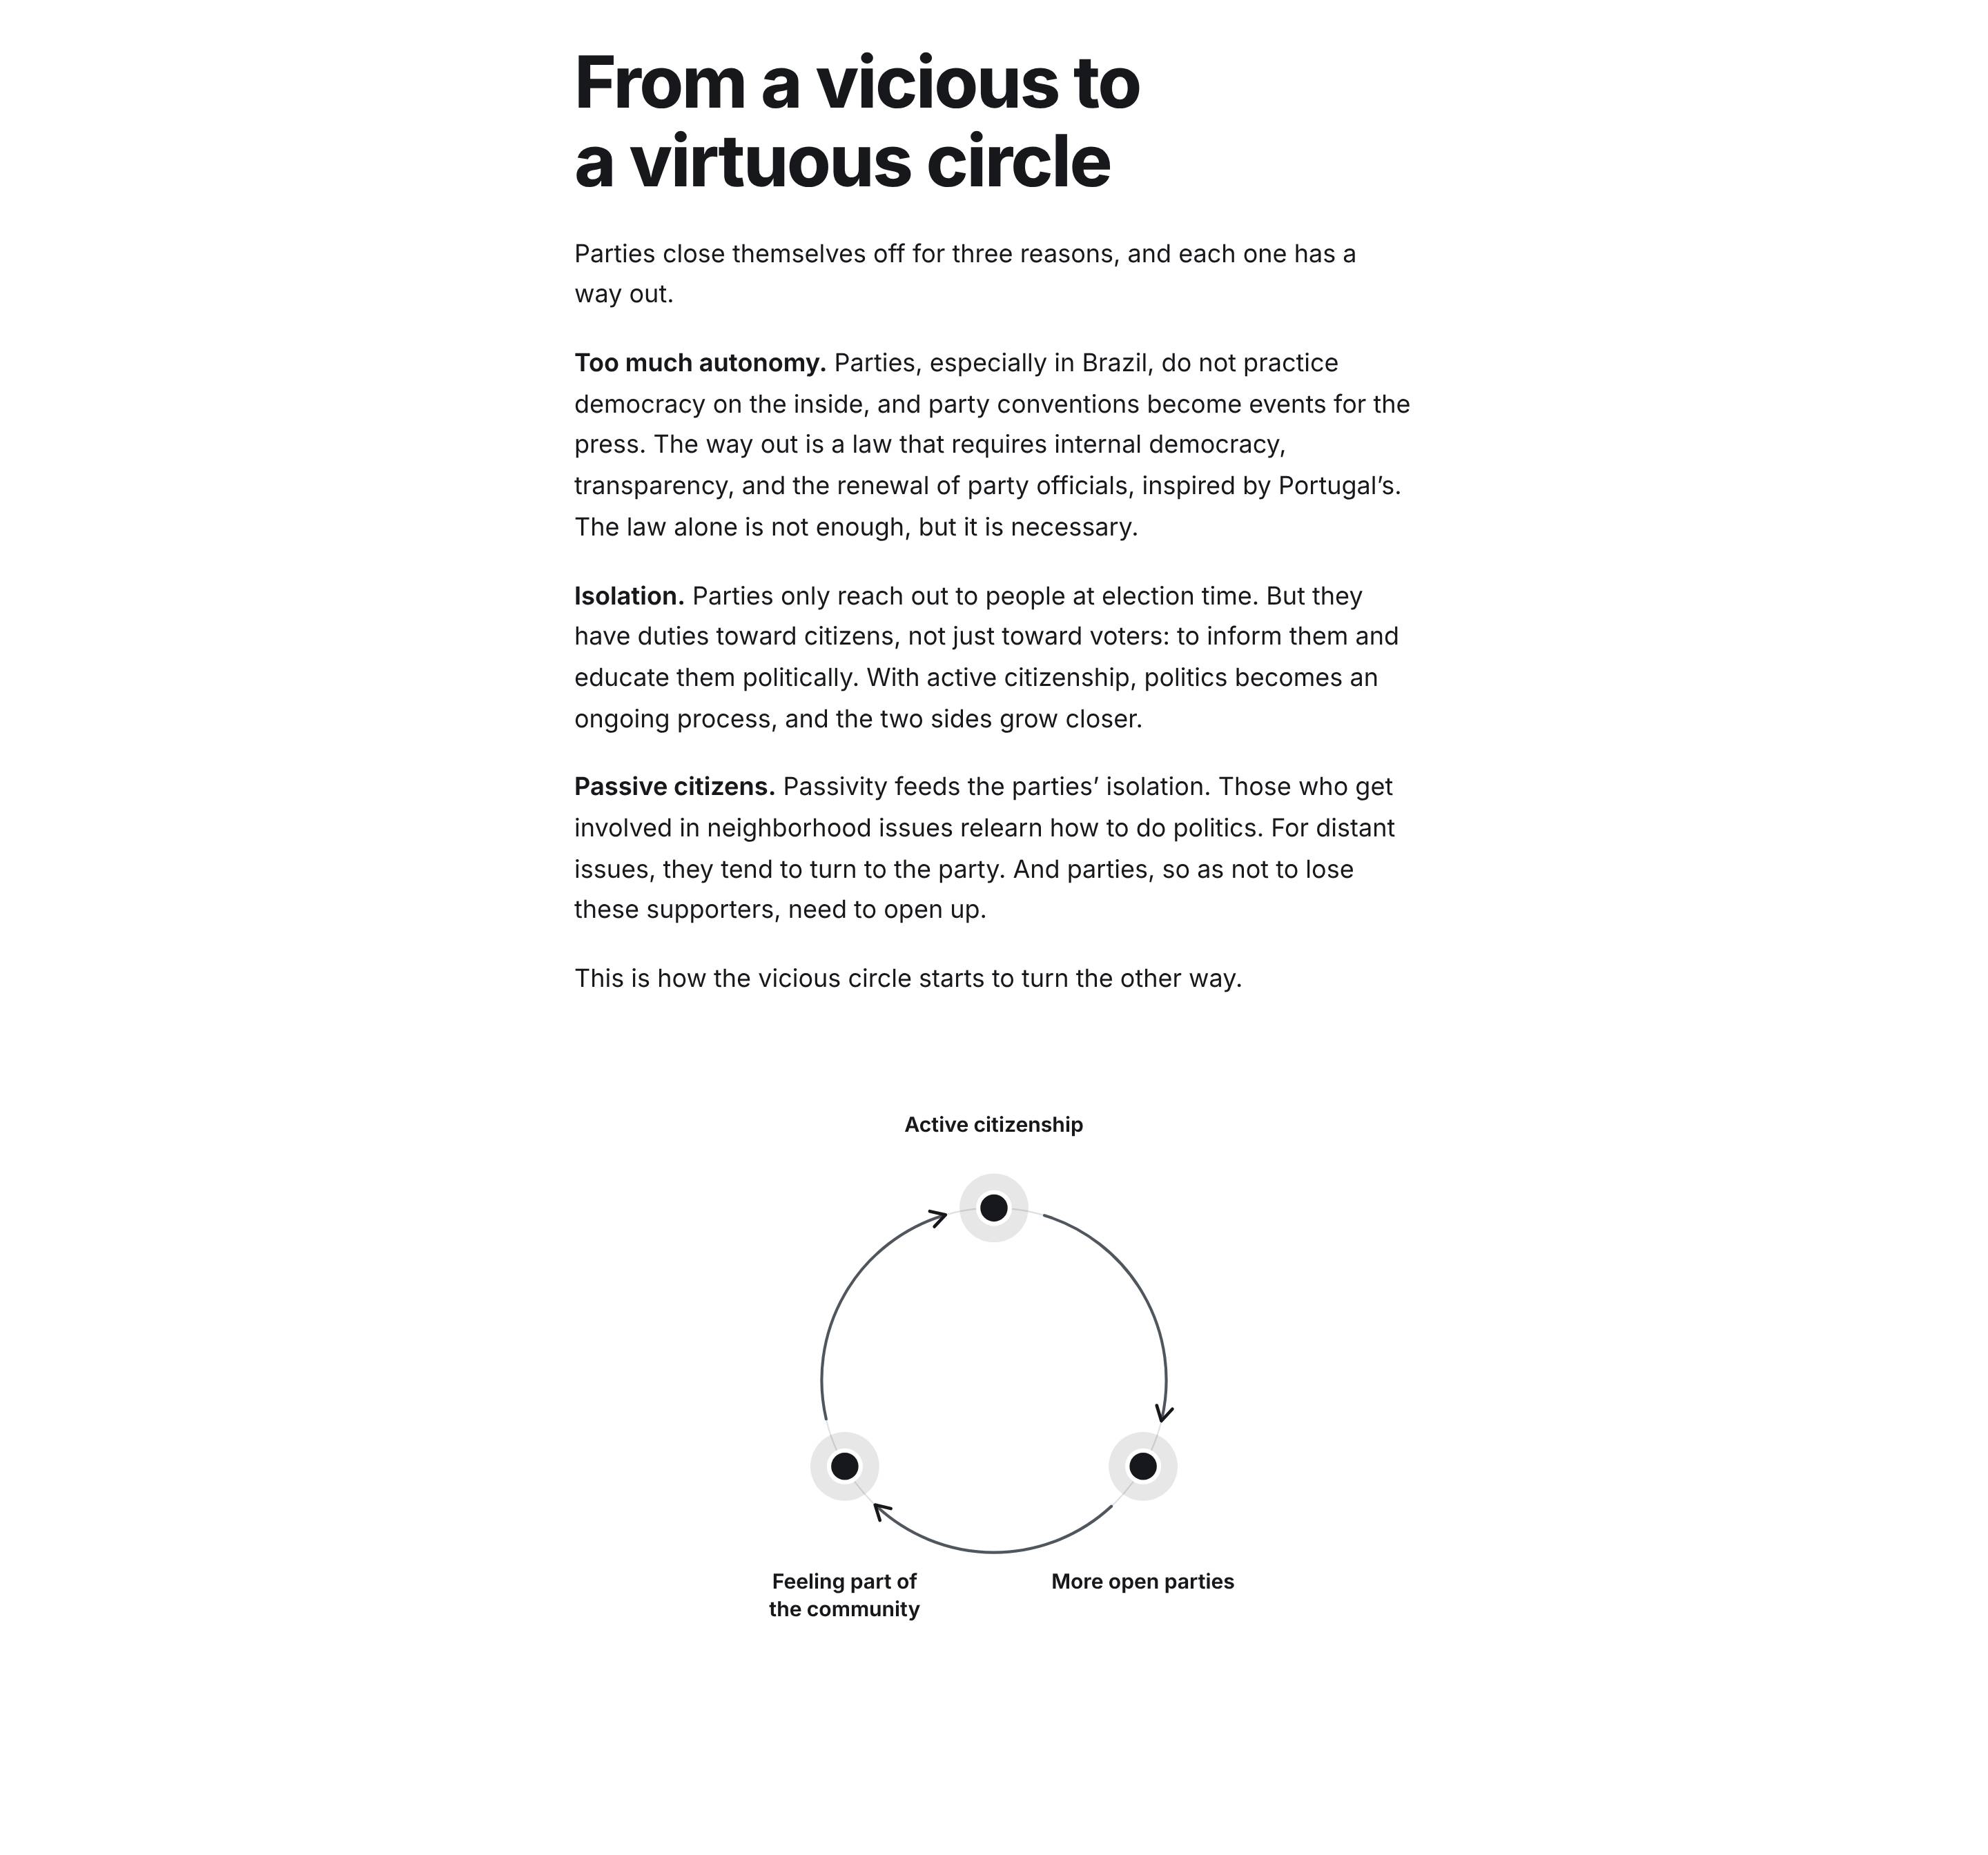 From a vicious to
a virtuous circle
Parties close themselves off for three reasons, and each one has a
way out.
Too much autonomy. Parties, especially in Brazil, do not practice
democracy on the inside, and party conventions become events for the
press. The way out is a law that requires internal democracy,
transparency, and the renewal of party officials, inspired by Portugal’s.
The law alone is not enough, but it is necessary.
Isolation. Parties only reach out to people at election time. But they
have duties toward citizens, not just toward voters: to inform them and
educate them politically. With active citizenship, politics becomes an
ongoing process, and the two sides grow closer.
Passive citizens. Passivity feeds the parties’ isolation. Those who get
involved in neighborhood issues relearn how to do politics. For distant
issues, they tend to turn to the party. And parties, so as not to lose
these supporters, need to open up.
This is how the vicious circle starts to turn the other way.
Active citizenship
Feeling part of
the community
More open parties